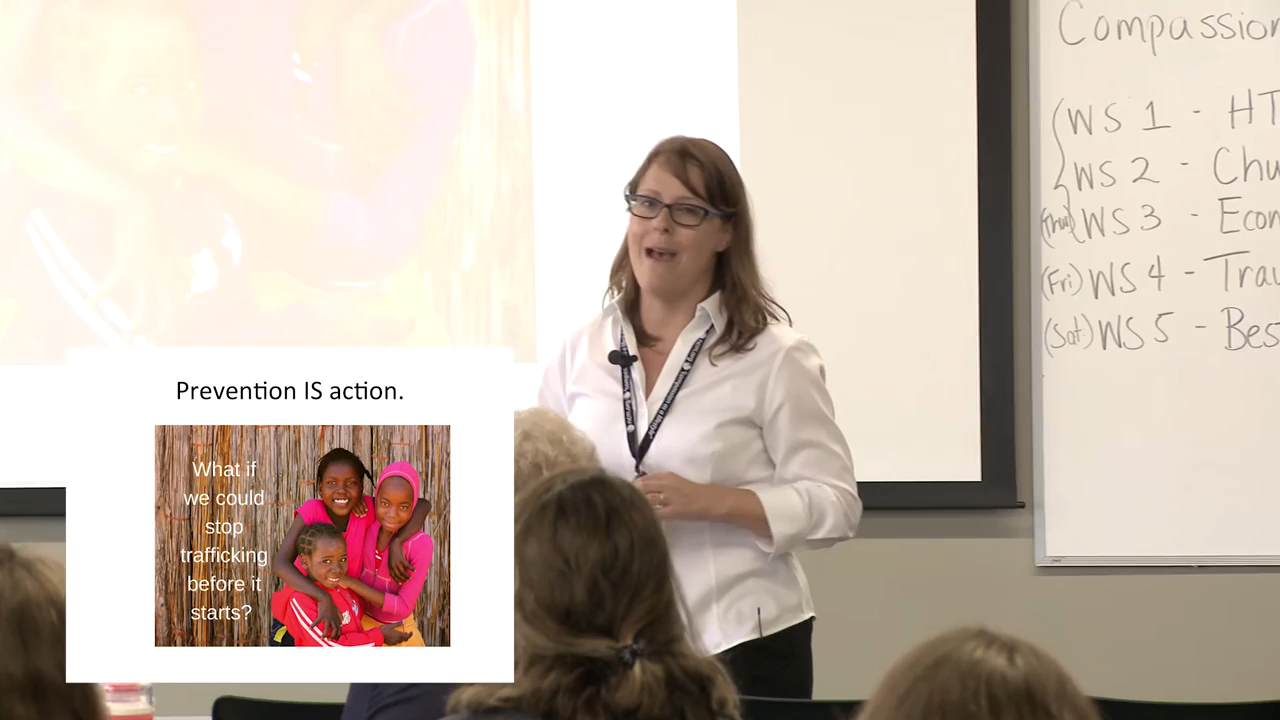 Prevention IS action.
What if
we could
stop
trafficking
before it
starts?
Compassion
WS 1 - HT
WS 2 - Chu
(Thu) WS 3 - Econ
(Fri) WS 4 - Trau
(Sat) WS 5 - Bes